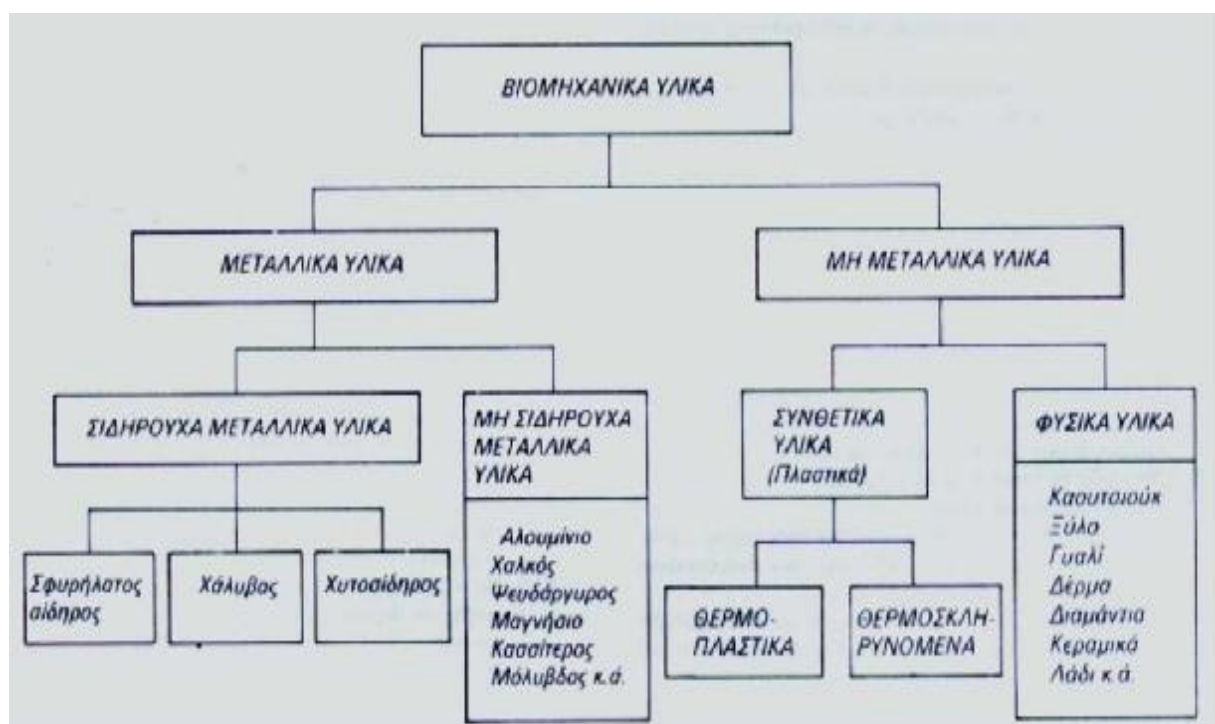 ΒΙΟΜΗΧΑΝΙΚΑ ΥΛΙΚΑ
ΜΕΤΑΛΛΙΚΑ ΥΛΙΚΑ
ΜΗ ΜΕΤΑΛΛΙΚΑ ΥΛΙΚΑ
ΣΙΔΗΡΟΥΧΑ ΜΕΤΑΛΛΙΚΑ ΥΛΙΚΑ
ΜΗ ΣΙΔΗΡΟΥΧΑ
ΜΕΤΑΛΛΙΚΑ
ΥΛΙΚΑ
ΣΥΝΘΕΤΙΚΑ
ΥΛΙΚΑ
(Πλαστικά)
ΦΥΣΙΚΑ ΥΛΙΚΑ
Σφυρήλατος
σίδηρος
Χάλυβας
Χυτοσίδηρος
Αλουμίνιο
Χαλκός
Ψευδάργυρος
Μαγνήσιο
Κασσίτερος
Μόλυβδος κ.ά.
ΘΕΡΜΟ-
ΠΛΑΣΤΙΚΑ
ΘΕΡΜΟΣΚΛΗ-
ΡΥΝΟΜΕΝΑ
Καουτσούκ
Ξύλο
Γυαλί
Δέρμα
Διαμάντια
Κεραμικά
Λάδι κ.ά.